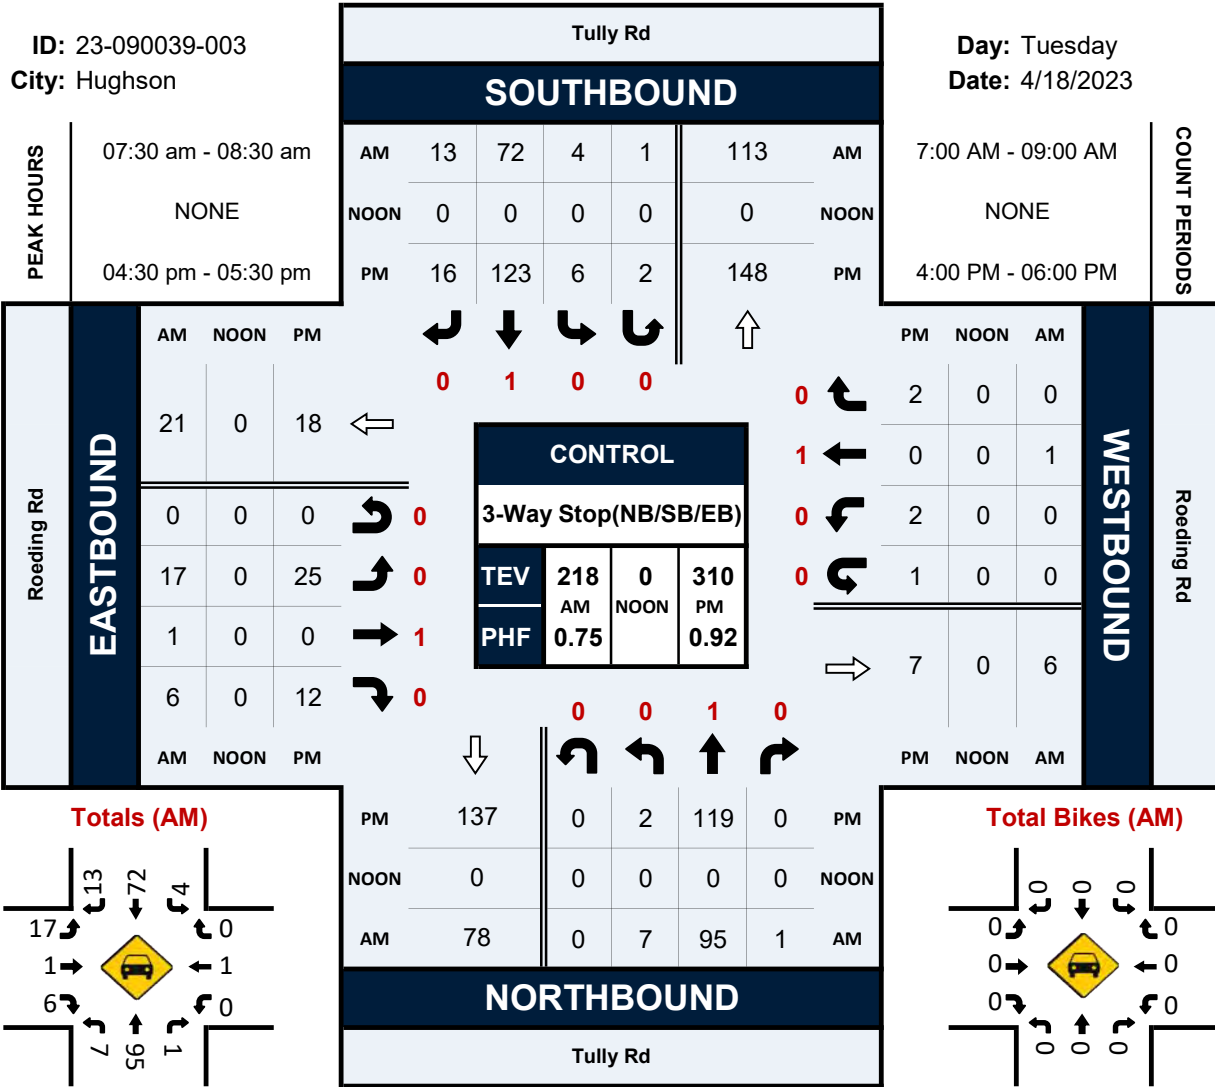 ID: 23-090039-003
City: Hughson
Tully Rd
SOUTHBOUND
Day: Tuesday
Date: 4/18/2023
PEAK HOURS
07:30 am - 08:30 am
NONE
04:30 pm - 05:30 pm
AM 13 72 4 1 113 AM
NOON 0 0 0 0 0 NOON
PM 16 123 6 2 148 PM
7:00 AM - 09:00 AM
NONE
4:00 PM - 06:00 PM
COUNT PERIODS
0 1 0 0
Roeding Rd
EASTBOUND
AM NOON PM
21 0 18
0 0 0 0
17 0 25 0
1 0 0 1
6 0 12 0
AM NOON PM
CONTROL
3-Way Stop(NB/SB/EB)
TEV 218 0 310
AM NOON PM
PHF 0.75 0.92
PM NOON AM
0 2 0 0
1 0 0 1
0 2 0 0
0 1 0 0
7 0 6
PM NOON AM
WESTBOUND
Roeding Rd
0 0 1 0
PM 137 0 2 119 0 PM
NOON 0 0 0 0 0 NOON
AM 78 0 7 95 1 AM
NORTHBOUND
Tully Rd
Totals (AM)
13 72 4
17 0
1 1
6 0
7 95 1
Total Bikes (AM)
0 0 0
0 0
0 0
0 0
0 0 0